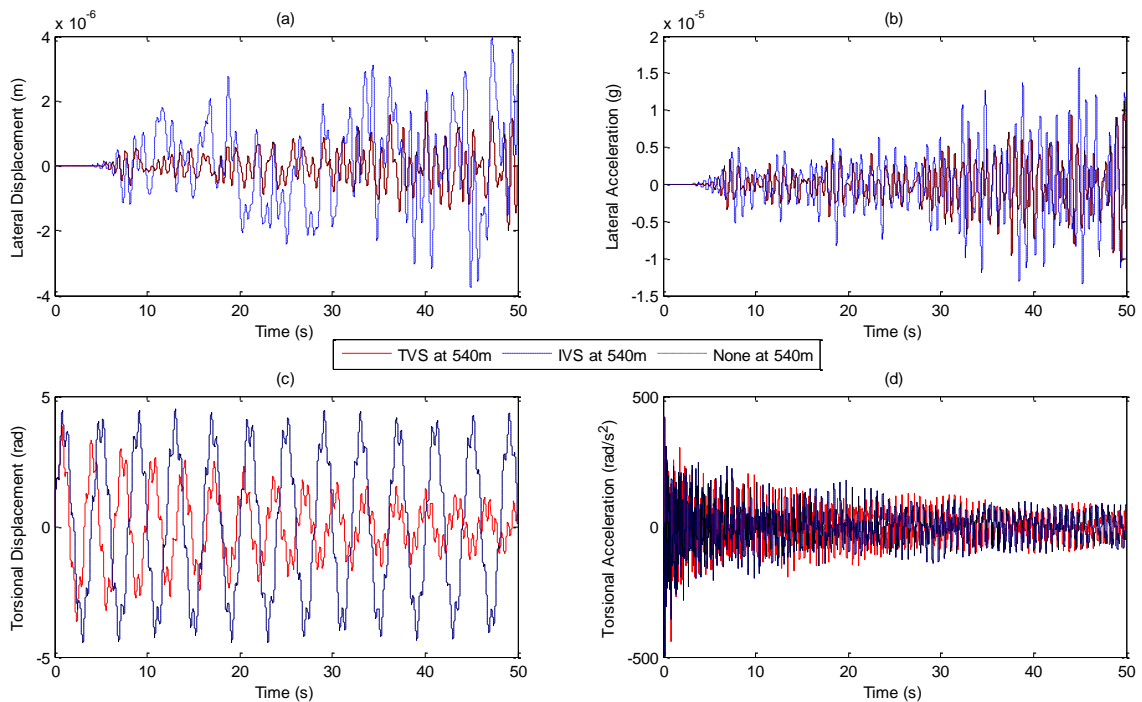 (a)
x 10-6
Lateral Displacement (m)
4
2
0
-2
-4
0 10 20 30 40 50
Time (s)
(b)
x 10-5
Lateral Acceleration (g)
2
1.5
1
0.5
0
-0.5
-1
-1.5
0 10 20 30 40 50
Time (s)
TVS at 540m IVS at 540m None at 540m
(c)
Torsional Displacement (rad)
5
0
-5
0 10 20 30 40 50
Time (s)
(d)
Torsional Acceleration (rad/s2)
500
0
-500
0 10 20 30 40 50
Time (s)